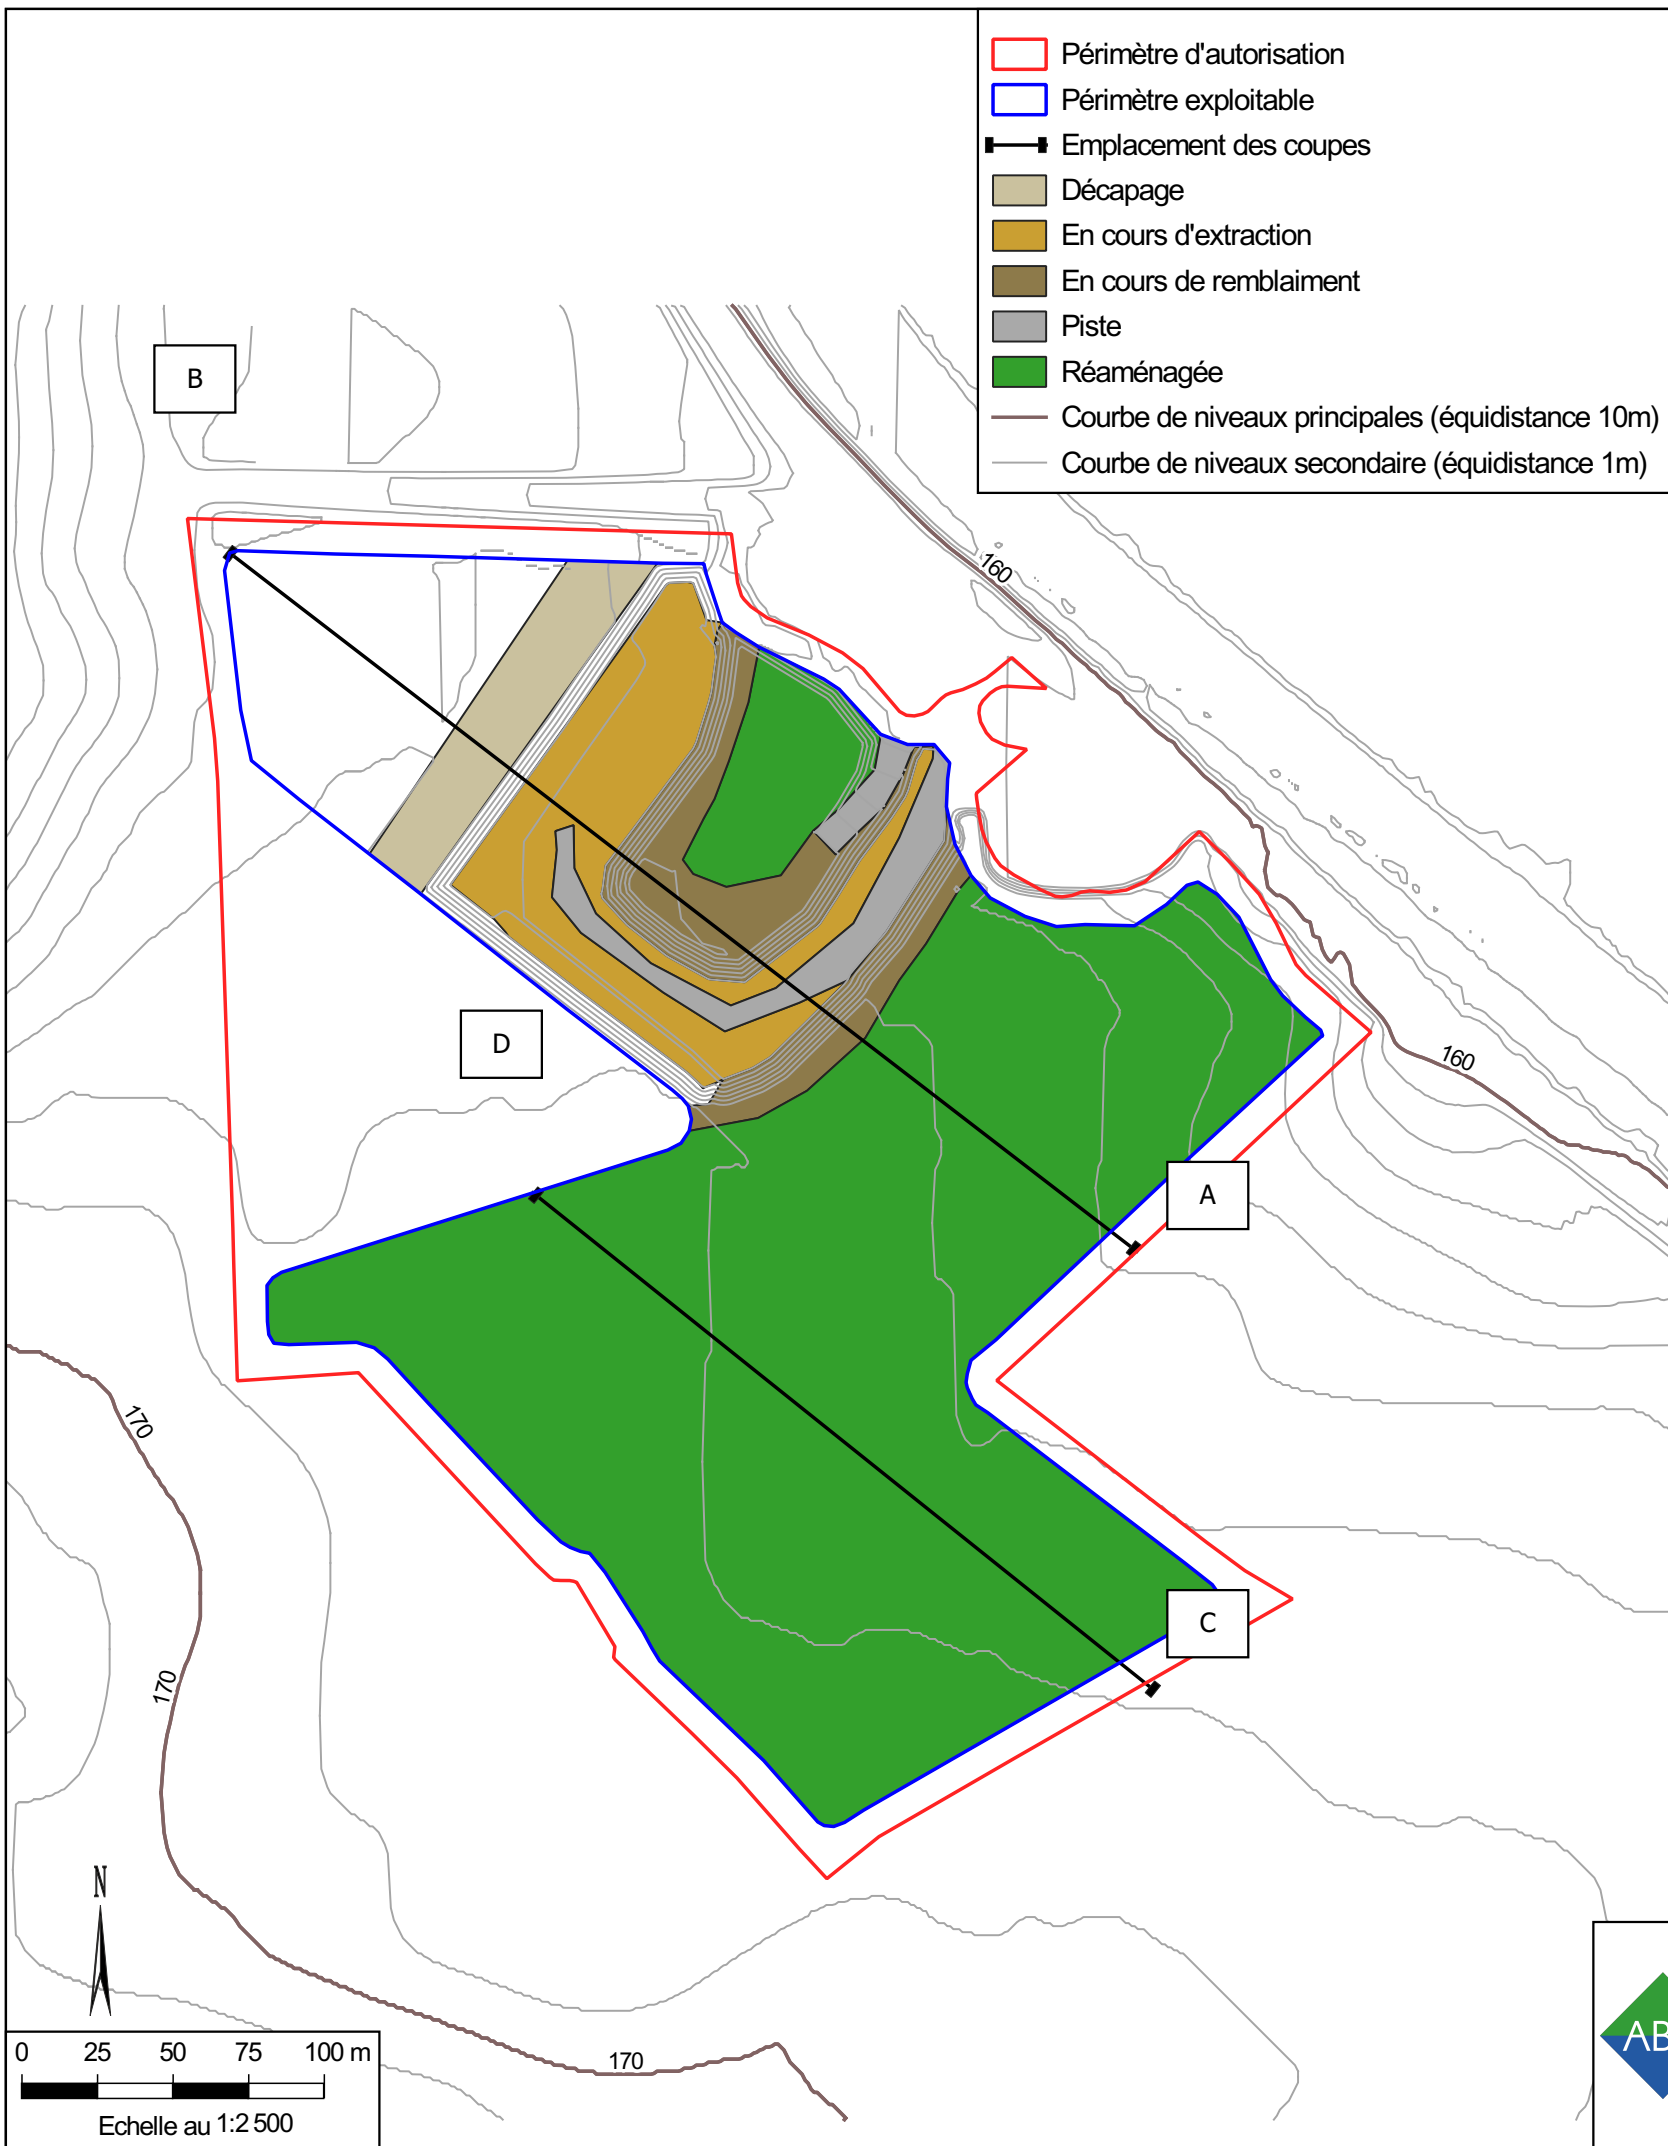 Périmètre d'autorisation
Périmètre exploitable
Emplacement des coupes
Décapage
En cours d'extraction
En cours de remblaiment
Piste
Réaménagée
Courbe de niveaux principales (équidistance 10m)
Courbe de niveaux secondaire (équidistance 1m)
B
160
D
160
A
170
C
170
N
170
0 25 50 75 100 m
Echelle au 1:2 500